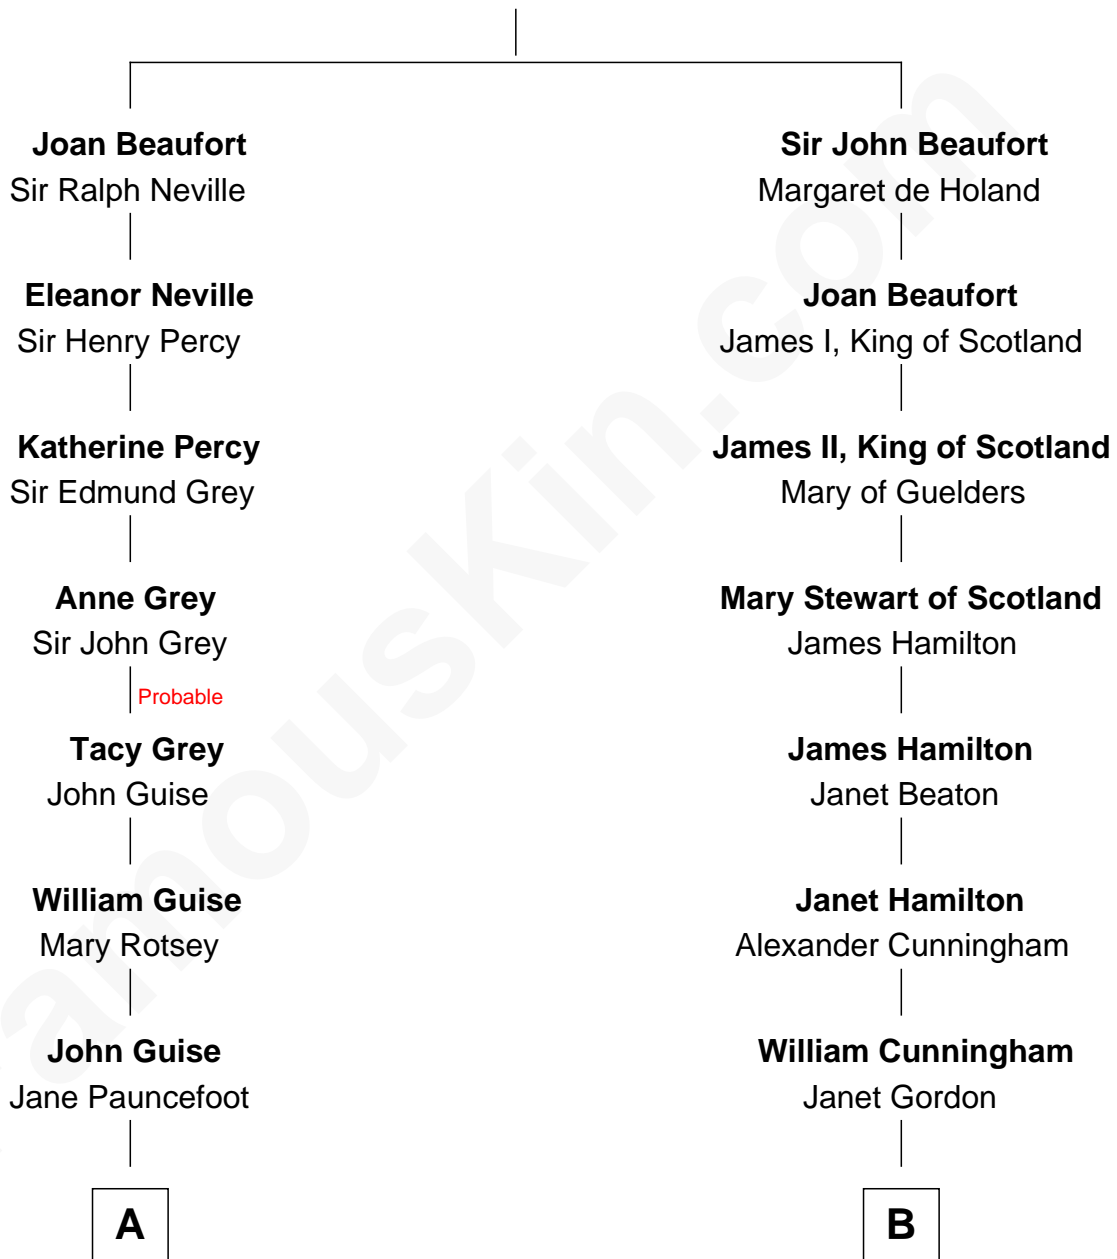 Joan Beaufort
Sir Ralph Neville
Eleanor Neville
Sir Henry Percy
Katherine Percy
Sir Edmund Grey
Anne Grey
Sir John Grey
Probable
Tacy Grey
John Guise
William Guise
Mary Rotsey
John Guise
Jane Pauncefoot
A
Sir John Beaufort
Margaret de Holand
Joan Beaufort
James I, King of Scotland
James II, King of Scotland
Mary of Guelders
Mary Stewart of Scotland
James Hamilton
James Hamilton
Janet Beaton
Janet Hamilton
Alexander Cunningham
William Cunningham
Janet Gordon
B
amousKin.com